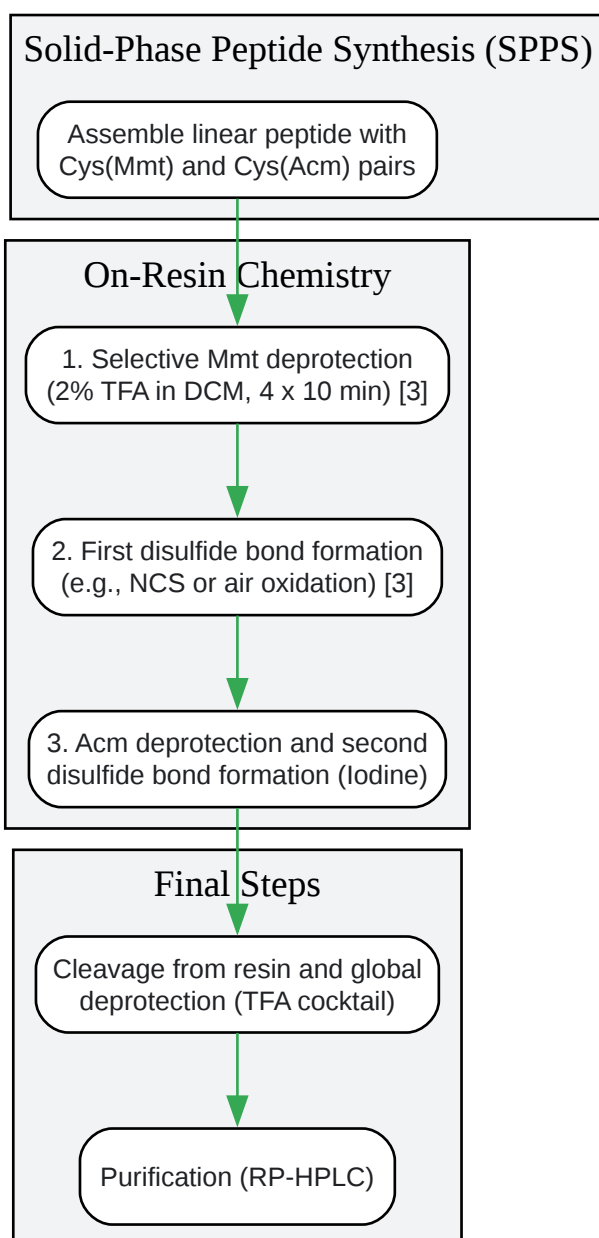 Solid-Phase Peptide Synthesis (SPPS)
Assemble linear peptide with
Cys(Mmt) and Cys(Acm) pairs
On-Resin Chemistry
1. Selective Mmt deprotection
(2% TFA in DCM, 4 x 10 min) [3]
2. First disulfide bond formation
(e.g., NCS or air oxidation) [3]
3. Acm deprotection and second
disulfide bond formation (Iodine)
Final Steps
Cleavage from resin and global
deprotection (TFA cocktail)
Purification (RP-HPLC)